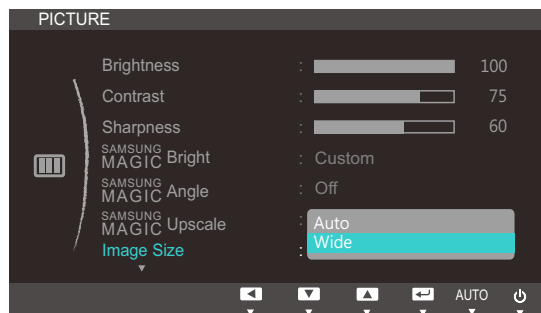 PICTURE
Brightness : 100
Contrast : 75
Sharpness : 60
SAMSUNG MAGIC Bright : Custom
SAMSUNG MAGIC Angle : Off
SAMSUNG MAGIC Upscale :
Auto
Image Size :
Wide
AUTO